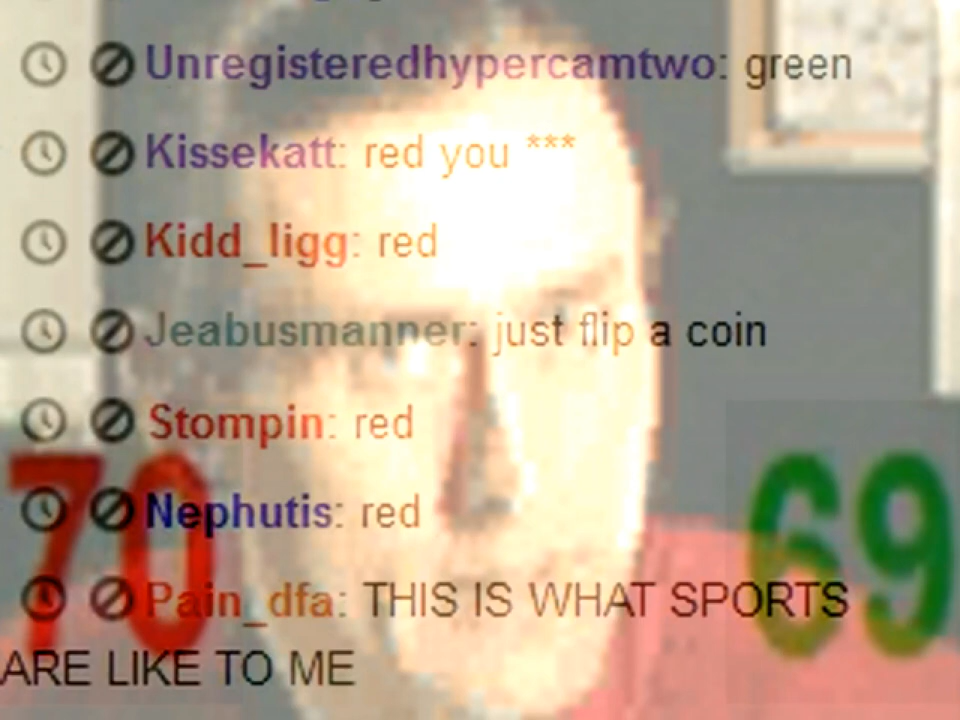 Unregisteredhypercamtwo: green
Kissekatt: red you ***
Kidd_ligg: red
Jeabusmanner: just flip a coin
Stompin: red
70
69
Nephutis: red
Pain_dfa: THIS IS WHAT SPORTS
ARE LIKE TO ME